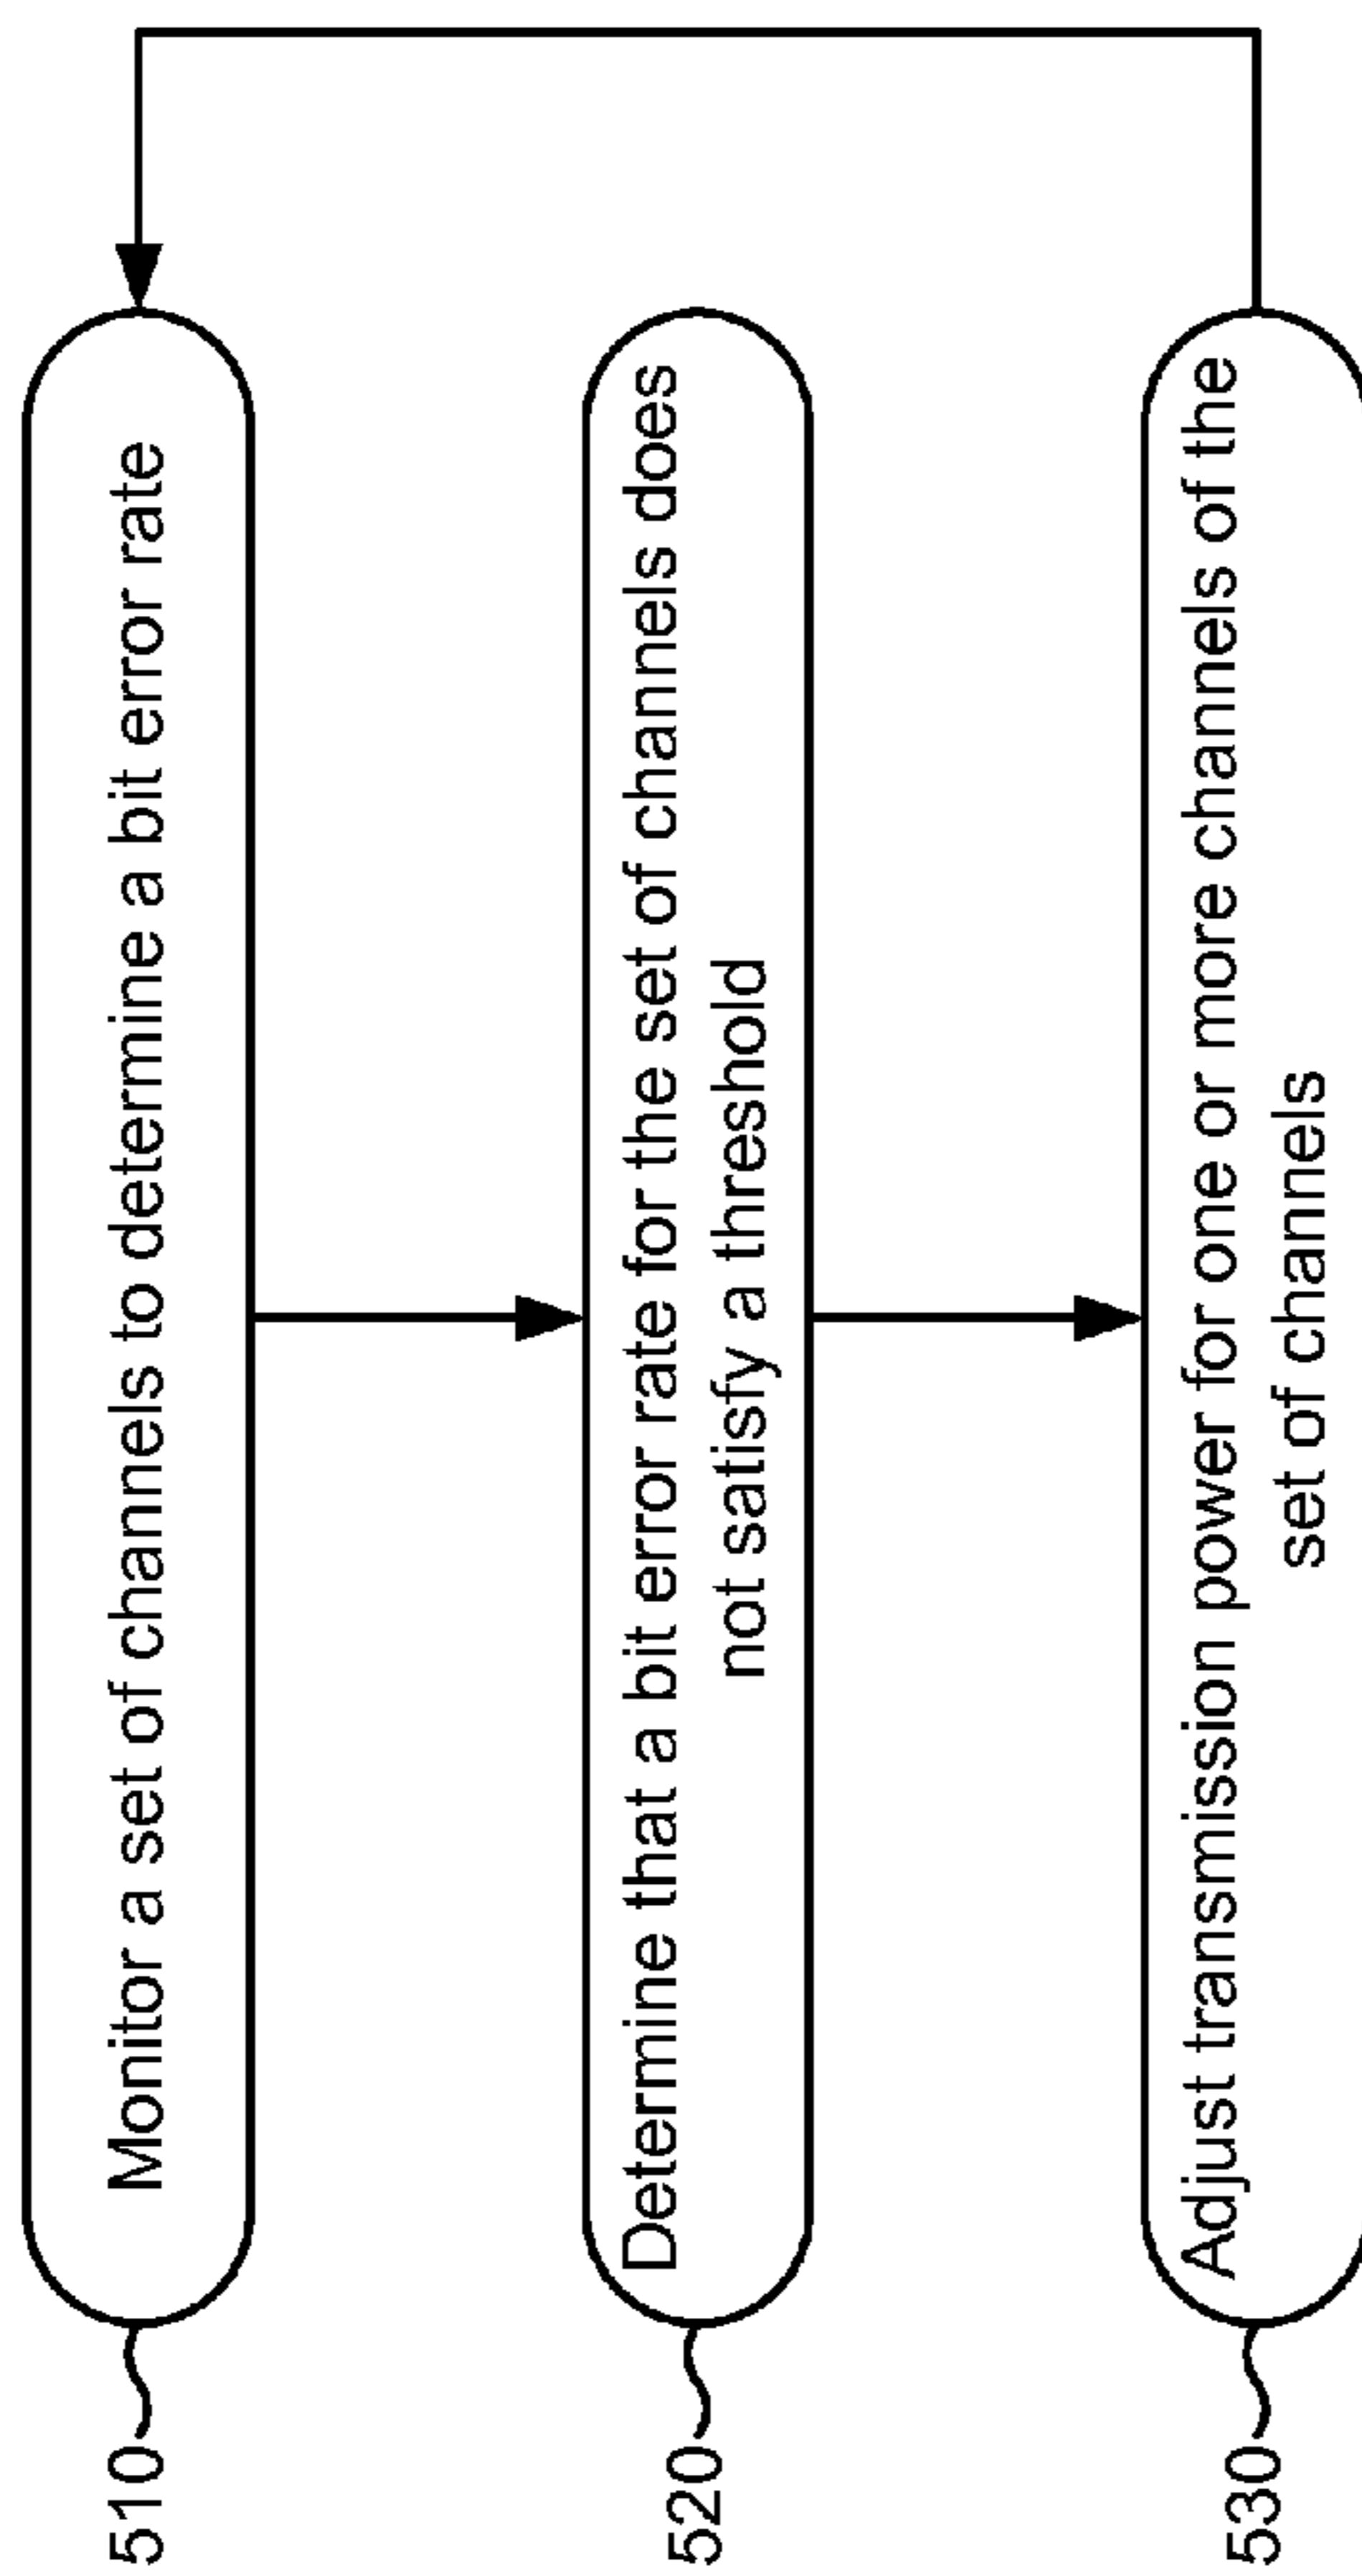 510
Monitor a set of channels to determine a bit error rate
520
Determine that a bit error rate for the set of channels does
not satisfy a threshold
530
Adjust transmission power for one or more channels of the
set of channels